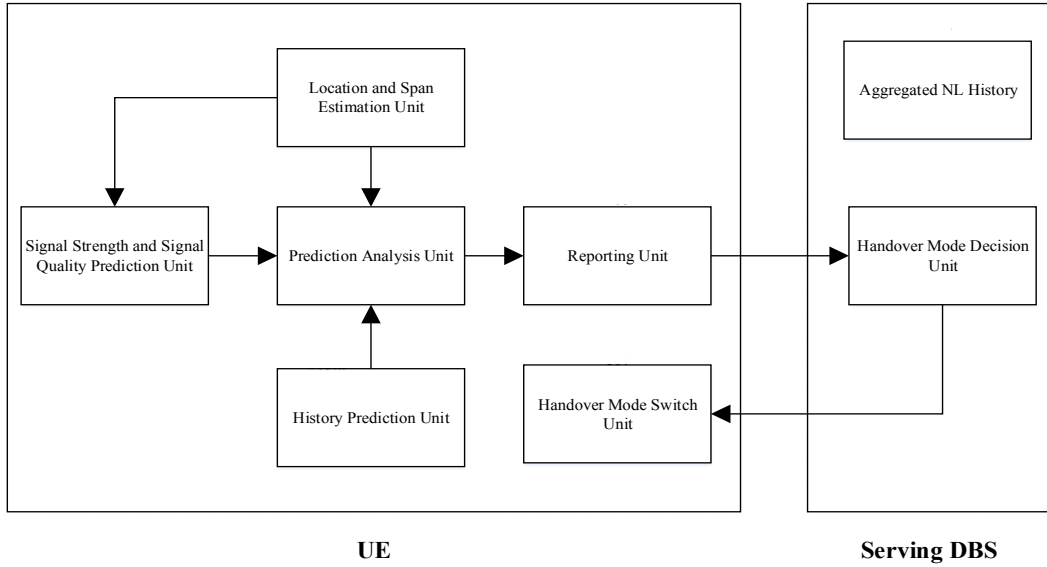 Location and Span
Estimation Unit
Aggregated NL History
Signal Strength and Signal
Quality Prediction Unit
Prediction Analysis Unit
Reporting Unit
Handover Mode Decision
Unit
History Prediction Unit
Handover Mode Switch
Unit
UE
Serving DBS